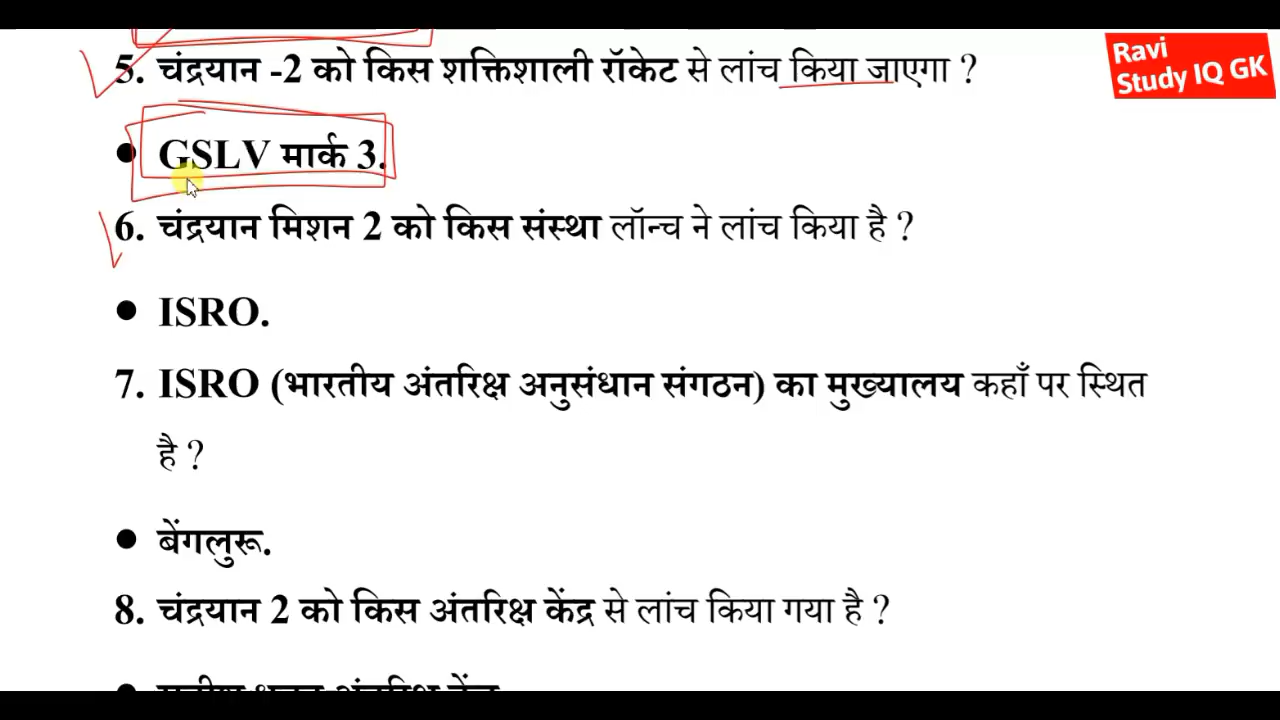 Ravi
Study IQ GK
5. चंद्रयान -2 को किस शक्तिशाली रॉकेट से लांच किया जाएगा ?
● GSLV मार्क 3.
6. चंद्रयान मिशन 2 को किस संस्था लॉन्च ने लांच किया है ?
● ISRO.
7. ISRO (भारतीय अंतरिक्ष अनुसंधान संगठन) का मुख्यालय कहाँ पर स्थित
है ?
● बेंगलुरू.
8. चंद्रयान 2 को किस अंतरिक्ष केंद्र से लांच किया गया है ?